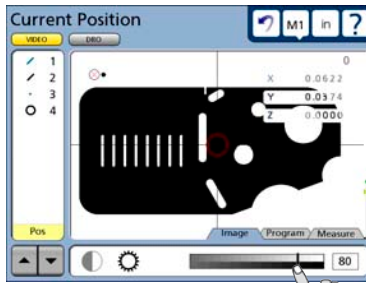 Current Position
M1 in ?
VIDEO DRO
1
2
3
4
0
X 0.0622
Y 0.0374
Z 0.0000
Pos
Image Program Measure
80